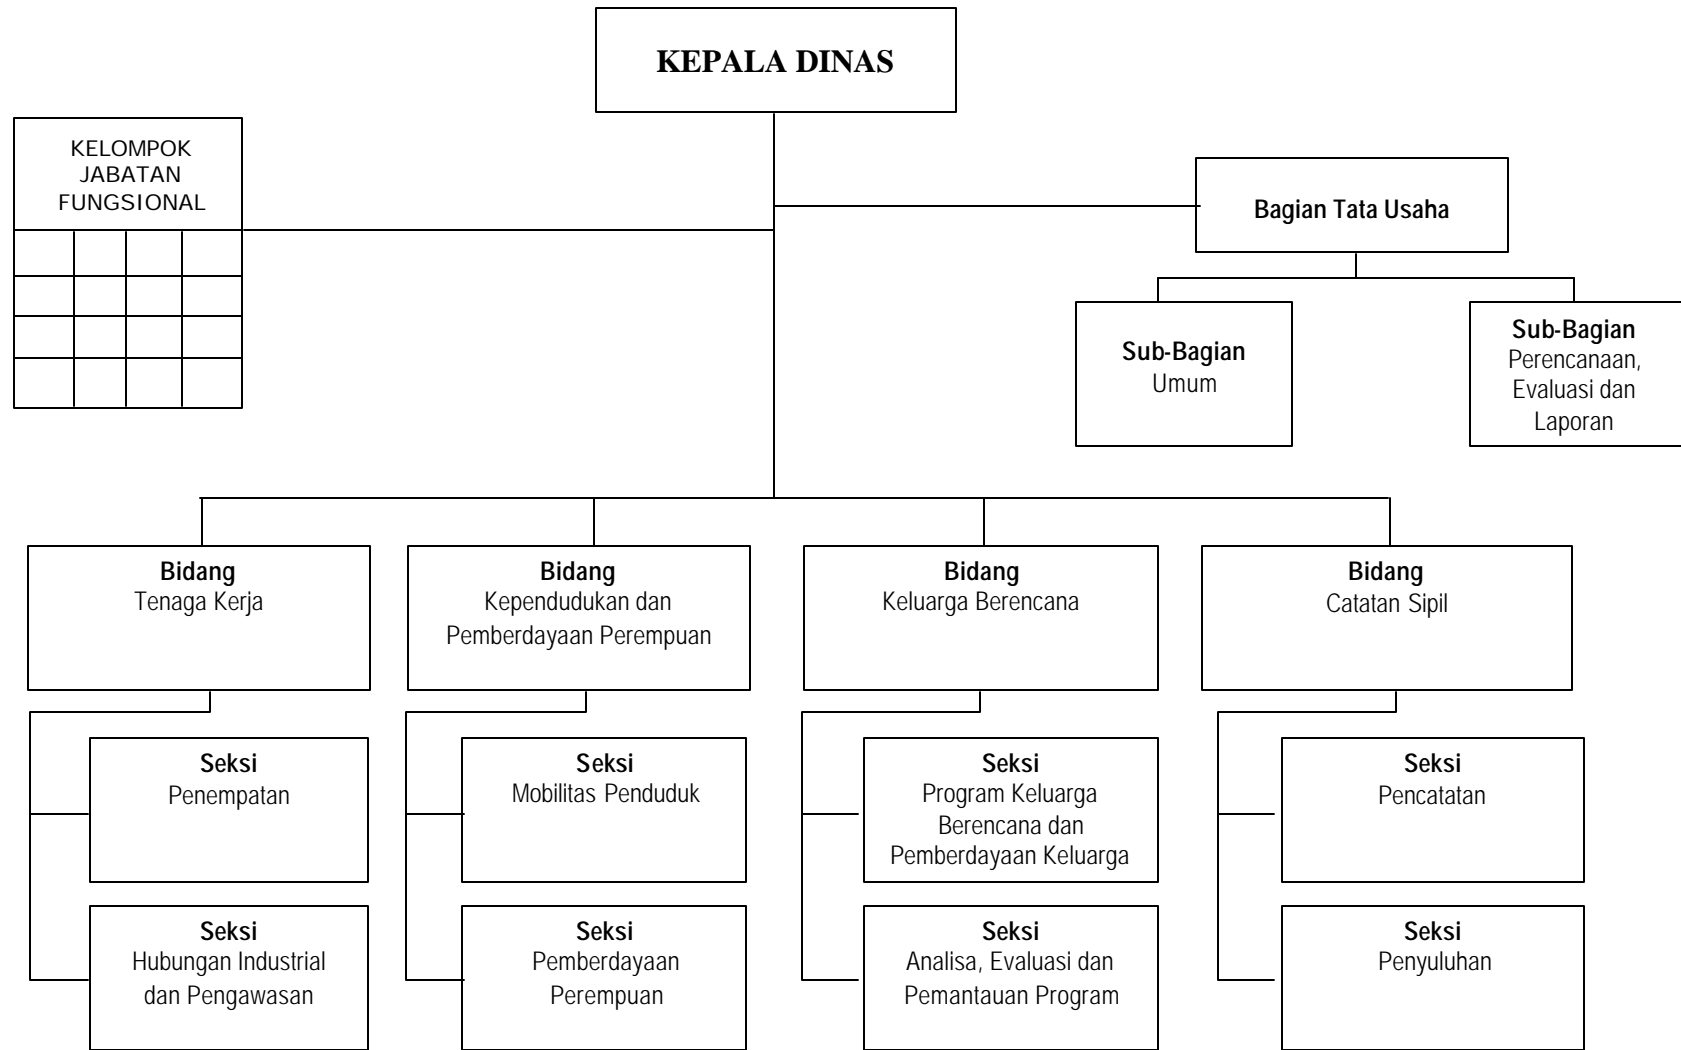 KEPALA DINAS
KELOMPOK
JABATAN
FUNGSIONAL
Bagian Tata Usaha
Sub-Bagian
Umum
Sub-Bagian
Perencanaan,
Evaluasi dan
Laporan
Bidang
Tenaga Kerja
Bidang
Kependudukan dan
Pemberdayaan Perempuan
Bidang
Keluarga Berencana
Bidang
Catatan Sipil
Seksi
Penempatan
Seksi
Mobilitas Penduduk
Seksi
Program Keluarga
Berencana dan
Pemberdayaan Keluarga
Seksi
Pencatatan
Seksi
Hubungan Industrial
dan Pengawasan
Seksi
Pemberdayaan
Perempuan
Seksi
Analisa, Evaluasi dan
Pemantauan Program
Seksi
Penyuluhan